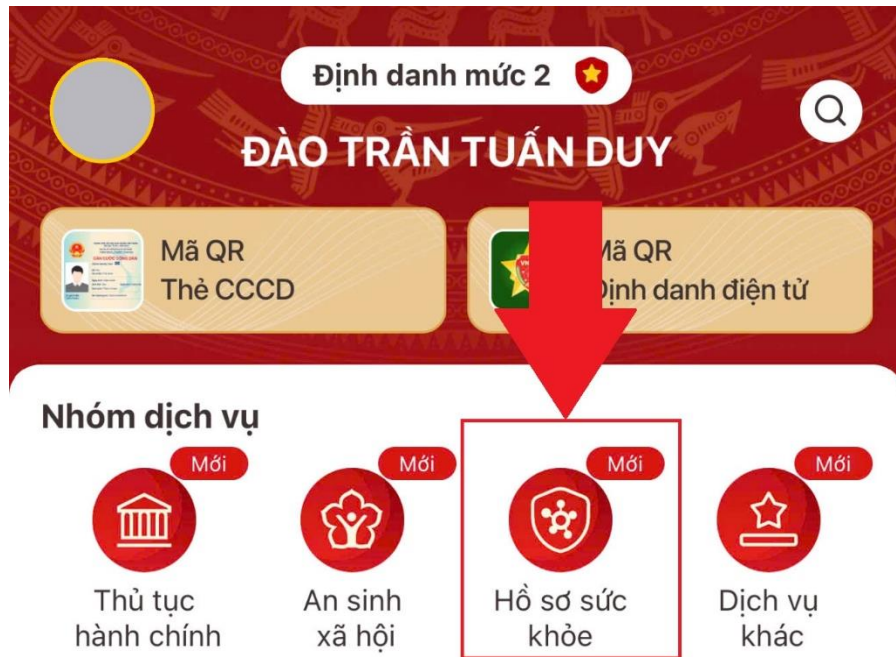 Định danh mức 2
ĐÀO TRẦN TUẤN DUY
Mã QR
Thẻ CCCD
Mã QR
Định danh điện tử
Nhóm dịch vụ
Mới
Mới
Mới
Mới
Thủ tục
hành chính
An sinh
xã hội
Hồ sơ sức
khỏe
Dịch vụ
khác